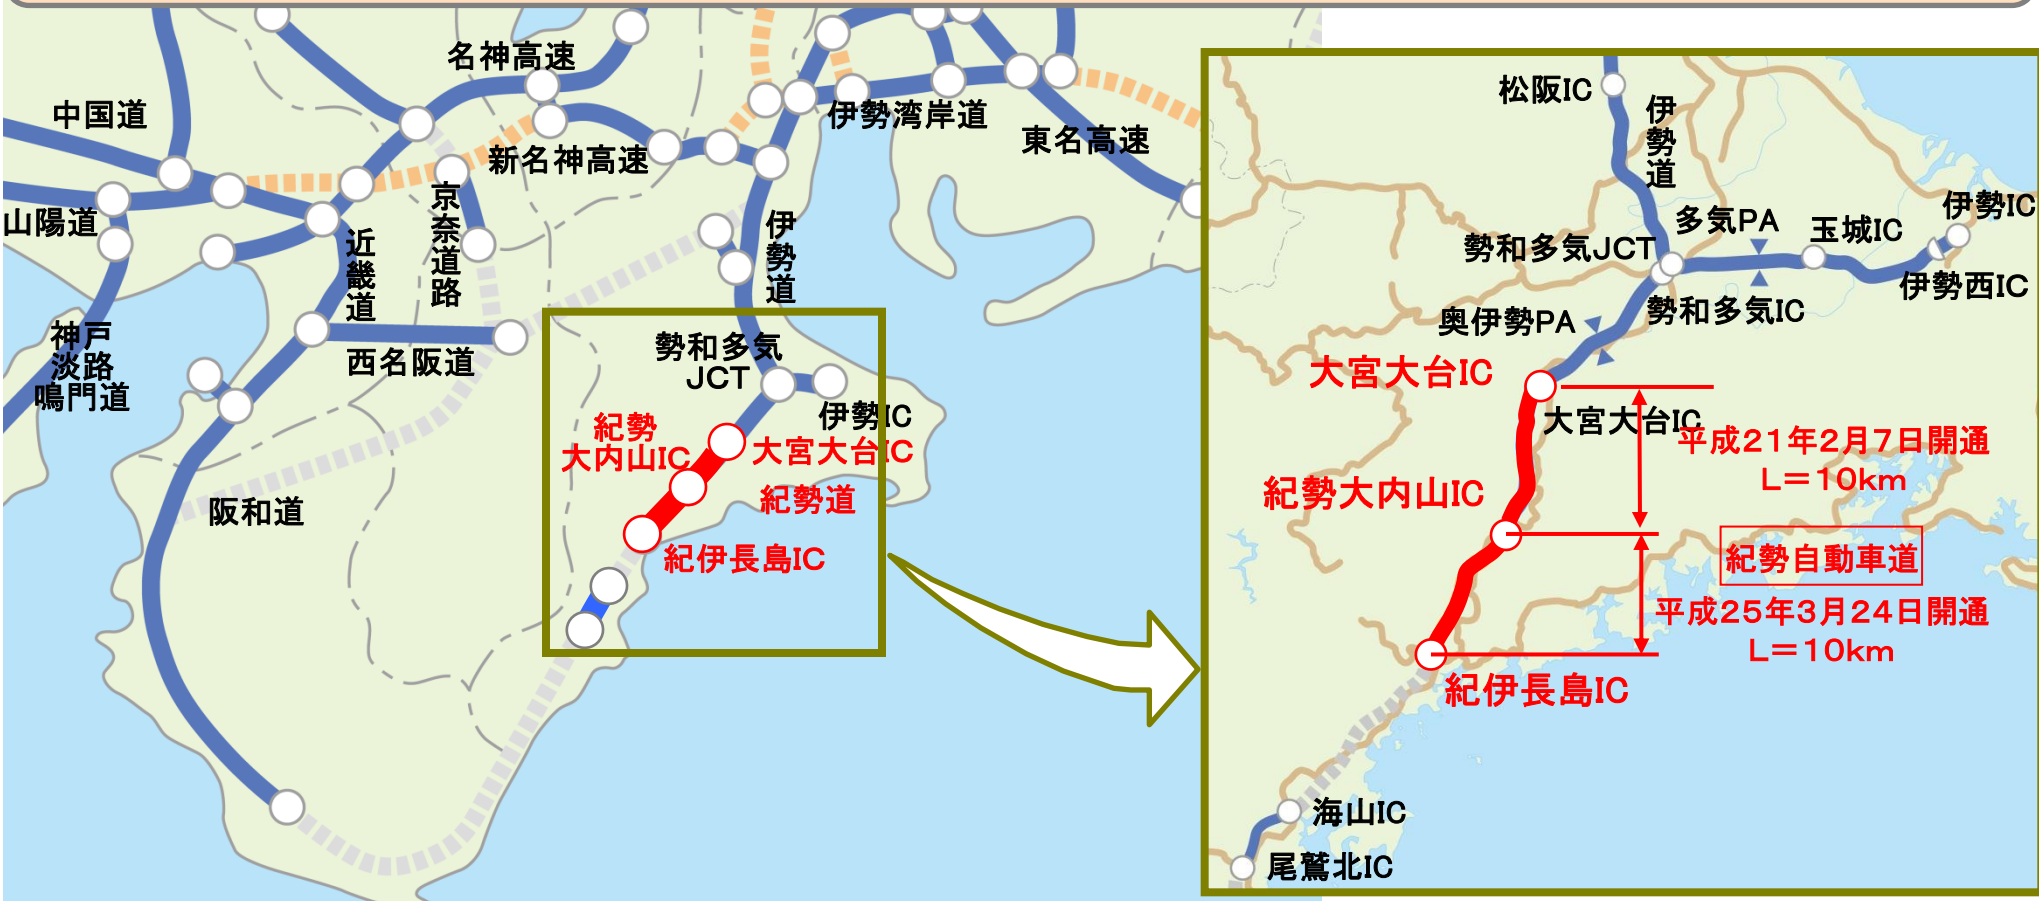 名神高速
中国道
伊勢湾岸道
東名高速
新名神高速
山陽道
京奈道路
近畿道
伊勢道
神戸
淡路
鳴門道
西名阪道
勢和多気
JCT
伊勢IC
紀勢
大内山IC
大宮大台IC
紀勢道
阪和道
紀伊長島IC
松阪IC
伊勢道
多気PA
玉城IC
伊勢IC
勢和多気JCT
伊勢西IC
勢和多気IC
奥伊勢PA
大宮大台IC
大宮大台IC
平成21年2月7日開通
L=10km
紀勢大内山IC
紀勢自動車道
平成25年3月24日開通
L=10km
紀伊長島IC
海山IC
尾鷲北IC